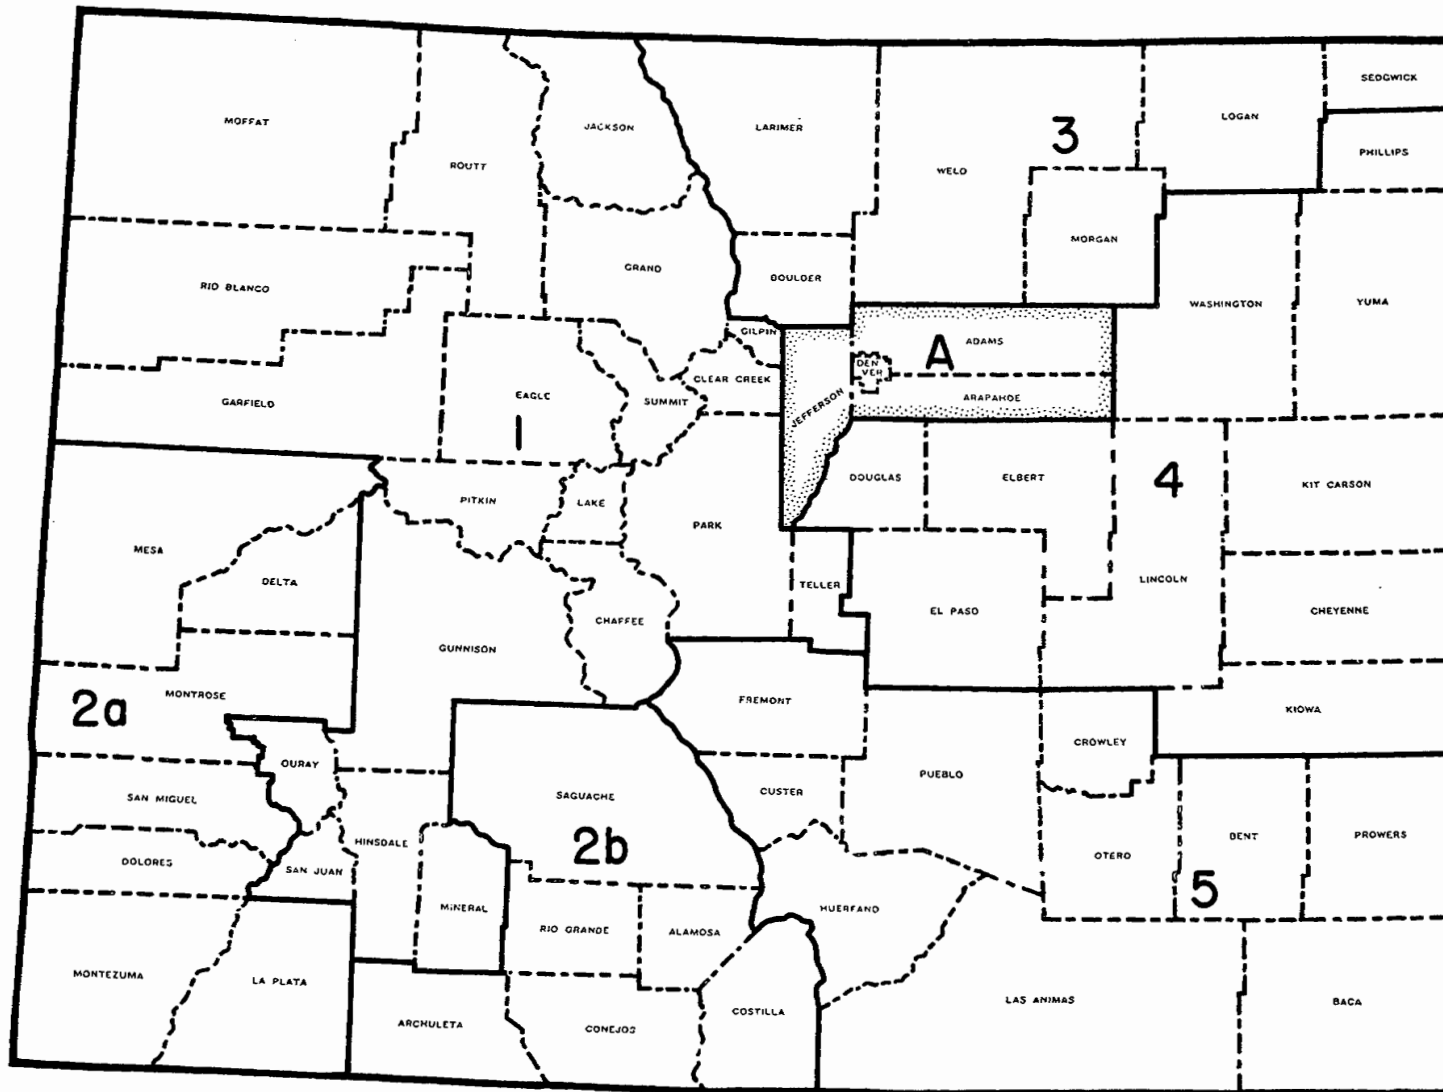 SEDGWICK
MOFFAT
JACKSON
LARIMER
LOGAN
3
PHILLIPS
ROUTT
WELD
MORGAN
GRAND
BOULDER
RIO BLANCO
WASHINGTON
YUMA
GILPIN
ADAMS
A
DEN
VER
CLEAR CREEK
EAGLE
SUMMIT
JEFFERSON
ARAPAHOE
GARFIELD
1
DOUGLAS
ELBERT
4
KIT CARSON
PITKIN
LAKE
PARK
MESA
DELTA
TELLER
LINCOLN
EL PASO
CHEYENNE
CHAFFEE
GUNNISON
MONTROSE
2a
FREMONT
KIOWA
CROWLEY
OURAY
PUEBLO
SAN MIGUEL
SAGUACHE
CUSTER
HINSDALE
2b
BENT
PROWERS
DOLORES
SAN JUAN
OTERO
5
MINERAL
HUERFANO
RIO GRANDE
ALAMOSA
MONTEZUMA
LA PLATA
LAS ANIMAS
BACA
COSTILLA
ARCHULETA
CONEJOS